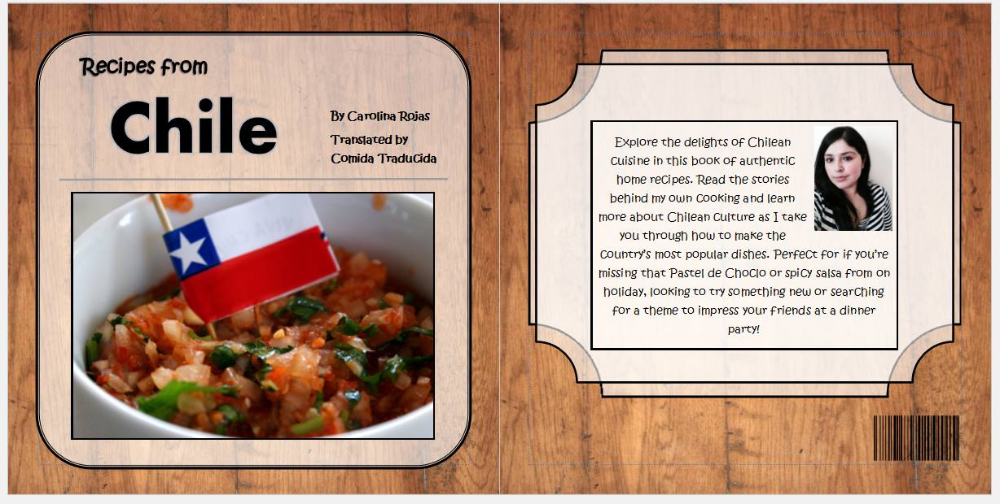 Recipes from
Chile
By Carolina Rojas
Translated by
Comida Traducida
Explore the delights of Chilean
Cuisine in this book of authentic
home recipes. Read the stories
behind my own cooking and learn
more about Chilean culture as I take
you through how to make the
Country's most popular dishes. Perfect for if you're
missing that Pastel de Choclo or spicy salsa from on
holiday, looking to try something new or searching
for a theme to impress your friends at a dinner
party!